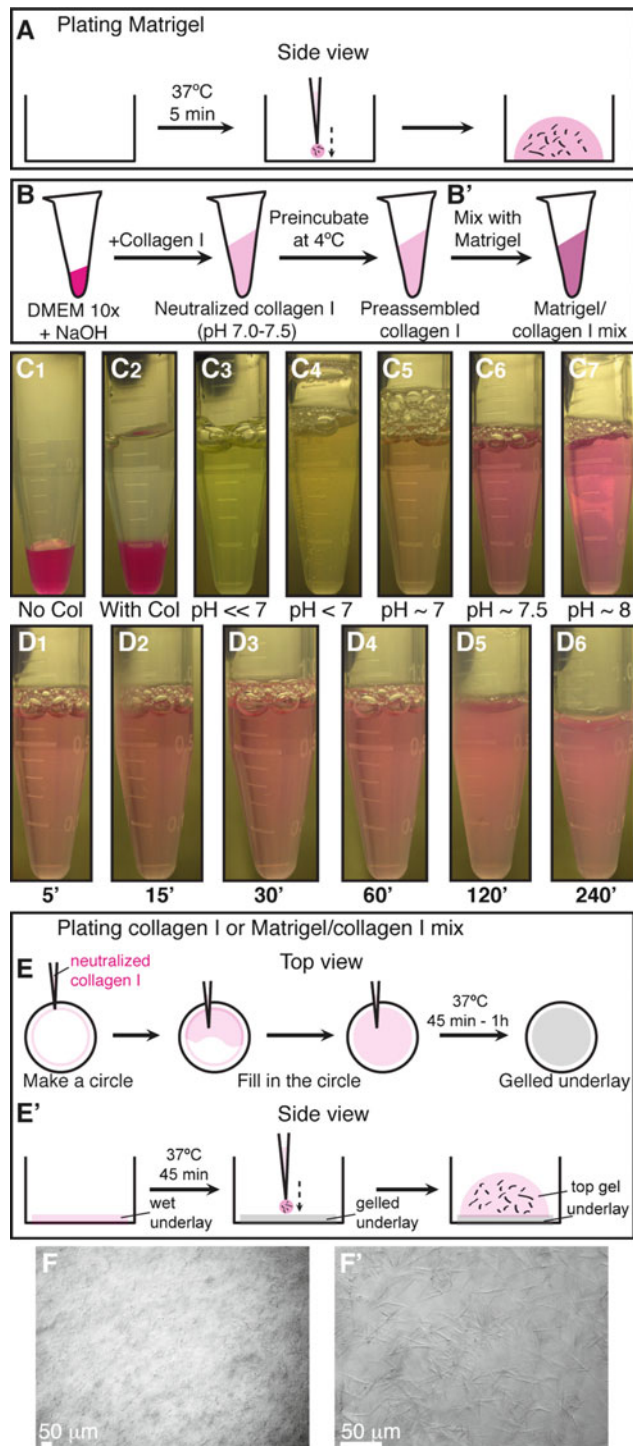 A Plating Matrigel
Side view
37ºC
5 min
B
+Collagen I
Preincubate
at 4ºC
B'
Mix with
Matrigel
DMEM 10x
+ NaOH
Neutralized collagen I
(pH 7.0-7.5)
Preassembled
collagen I
Matrigel/
collagen I mix
C1 C2 C3 C4 C5 C6 C7
No Col With Col pH << 7 pH < 7 pH ~ 7 pH ~ 7.5 pH ~ 8
D1 D2 D3 D4 D5 D6
5' 15' 30' 60' 120' 240'
Plating collagen I or Matrigel/collagen I mix
E
neutralized
collagen I
Top view
37ºC
45 min - 1h
Make a circle
Fill in the circle
Gelled underlay
E'
Side view
37ºC
45 min
wet
underlay
gelled
underlay
top gel
underlay
F F'
50 µm 50 µm